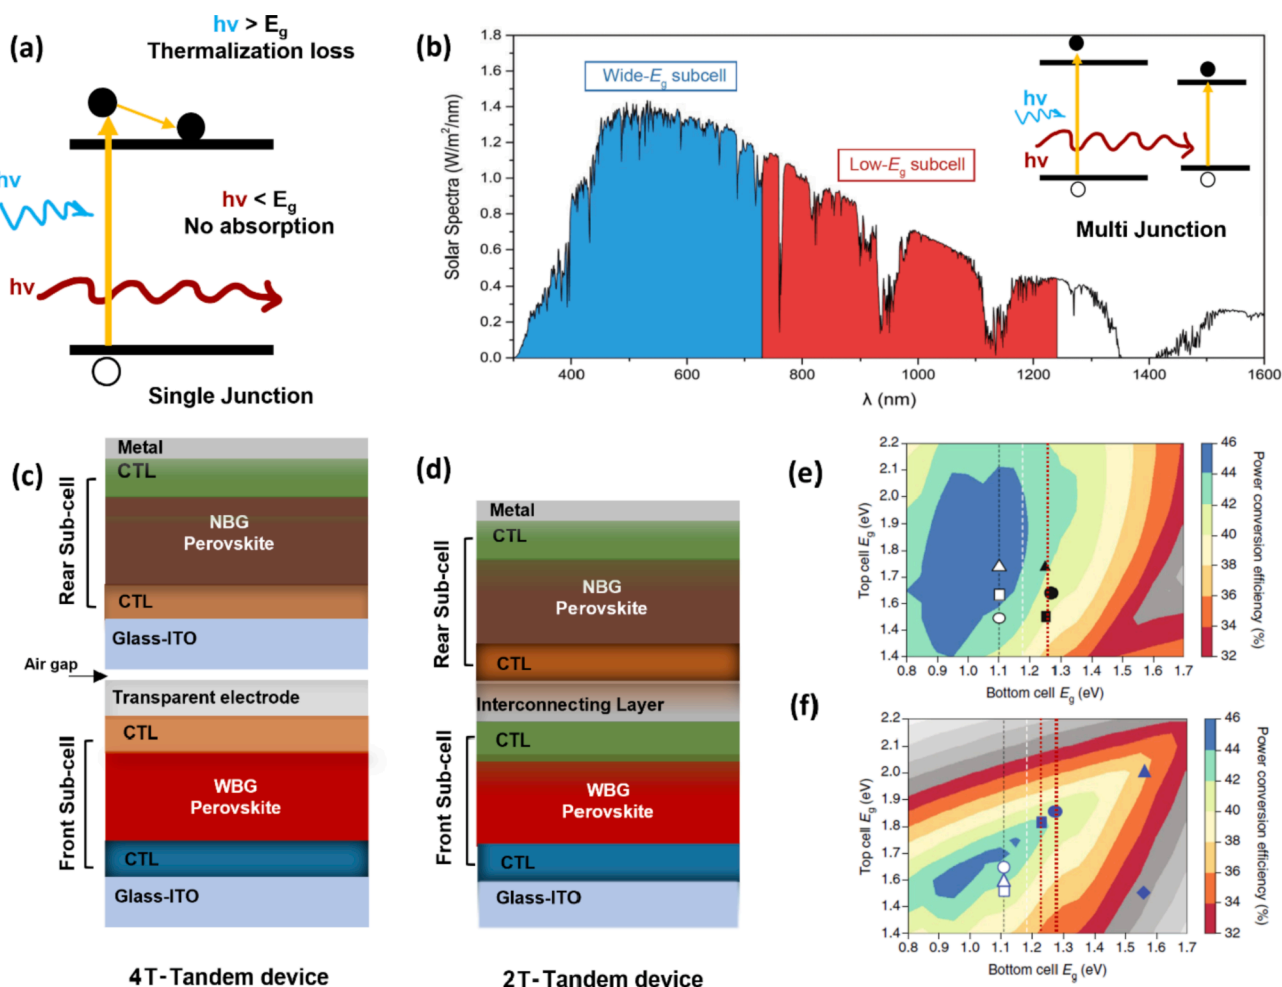 (a)
hv > Eg
Thermalization loss
hv
hv < Eg
No absorption
hv
Single Junction
(b)
Solar Spectra (W/m²/nm)
1.8
1.6
1.4
1.2
1.0
0.8
0.6
0.4
0.2
0.0
400
600
800
1000
1200
1400
1600
λ (nm)
Wide-Eg subcell
Low-Eg subcell
hv
hv
Multi Junction
(c)
Rear Sub-cell
Metal
CTL
NBG
Perovskite
CTL
Glass-ITO
Air gap
Transparent electrode
Front Sub-cell
CTL
WBG
Perovskite
CTL
Glass-ITO
4T-Tandem device
(d)
Rear Sub-cell
Metal
CTL
NBG
Perovskite
CTL
Interconnecting Layer
Front Sub-cell
CTL
WBG
Perovskite
CTL
Glass-ITO
2T-Tandem device
(e)
Top cell Eg (eV)
2.2
2.1
2.0
1.9
1.8
1.7
1.6
1.5
1.4
0.8
0.9
1.0
1.1
1.2
1.3
1.4
1.5
1.6
1.7
Bottom cell Eg (eV)
46
44
42
40
38
36
34
32
Power conversion efficiency (%)
(f)
Top cell Eg (eV)
2.2
2.1
2.0
1.9
1.8
1.7
1.6
1.5
1.4
0.8
0.9
1.0
1.1
1.2
1.3
1.4
1.5
1.6
1.7
Bottom cell Eg (eV)
46
44
42
40
38
36
34
32
Power conversion efficiency (%)